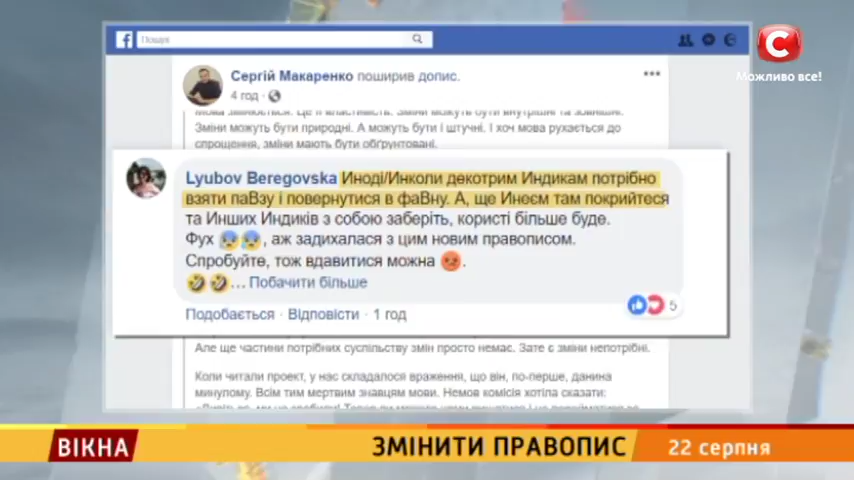 Пошук
С
Можливо все!
Сергій Макаренко поширив допис.
4 год
Мова змінюється. Це її властивість. Зміни можуть бути внутрішні та зовнішні.
Зміни можуть бути природні. А можуть бути і штучні. І хоч мова рухається до
спрощення, зміни мають бути обґрунтовані.
Lyubov Beregovska Иноді/Инколи декотрим Индикам потрібно
взяти паВзу і повернутися в фаВну. А, ще Инеєм там покрийтеся
та Инших Индиків з собою заберіть, користі більше буде.
Фух 😰😰, аж задихалася з цим новим правописом.
Спробуйте, тож вдавитися можна 😡.
🤣🤣... Побачити більше
5
Подобається · Відповісти · 1 год
Але ще частини потрібних суспільству змін просто немає. Зате є зміни непотрібні.
Коли читали проект, у нас складалося враження, що він, по-перше, данина
минулому. Всім тим мертвим знавцям мови. Немов комісія хотіла сказати:
ВІКНА
ЗМІНИТИ ПРАВОПИС
22 серпня